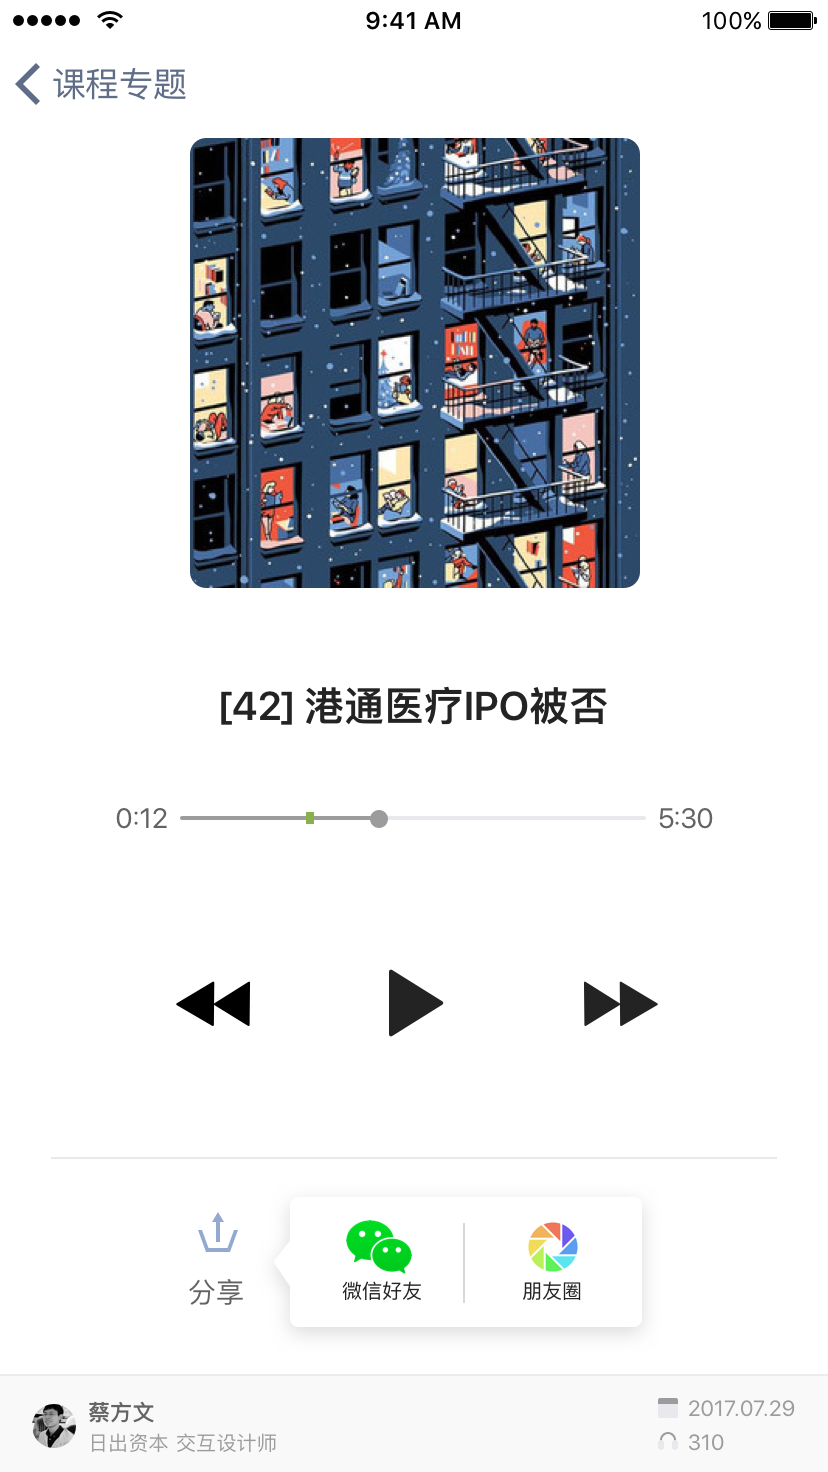 9:41 AM
100%
课程专题
[42] 港通医疗IPO被否
0:12
5:30
分享
微信好友
朋友圈
蔡方文
2017.07.29
日出资本 交互设计师
310